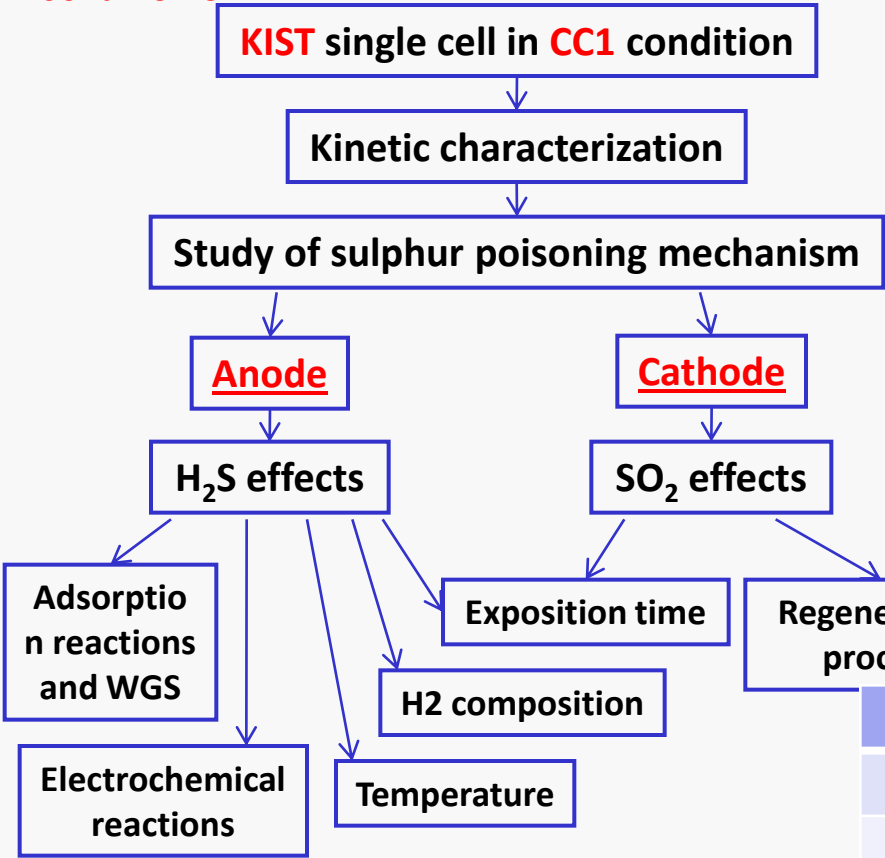 KIST single cell in CC1 condition
Kinetic characterization
Study of sulphur poisoning mechanism
Anode
Cathode
H₂S effects
SO₂ effects
Adsorptio
n reactions
and WGS
Exposition time
H2 composition
Electrochemical
reactions
Temperature